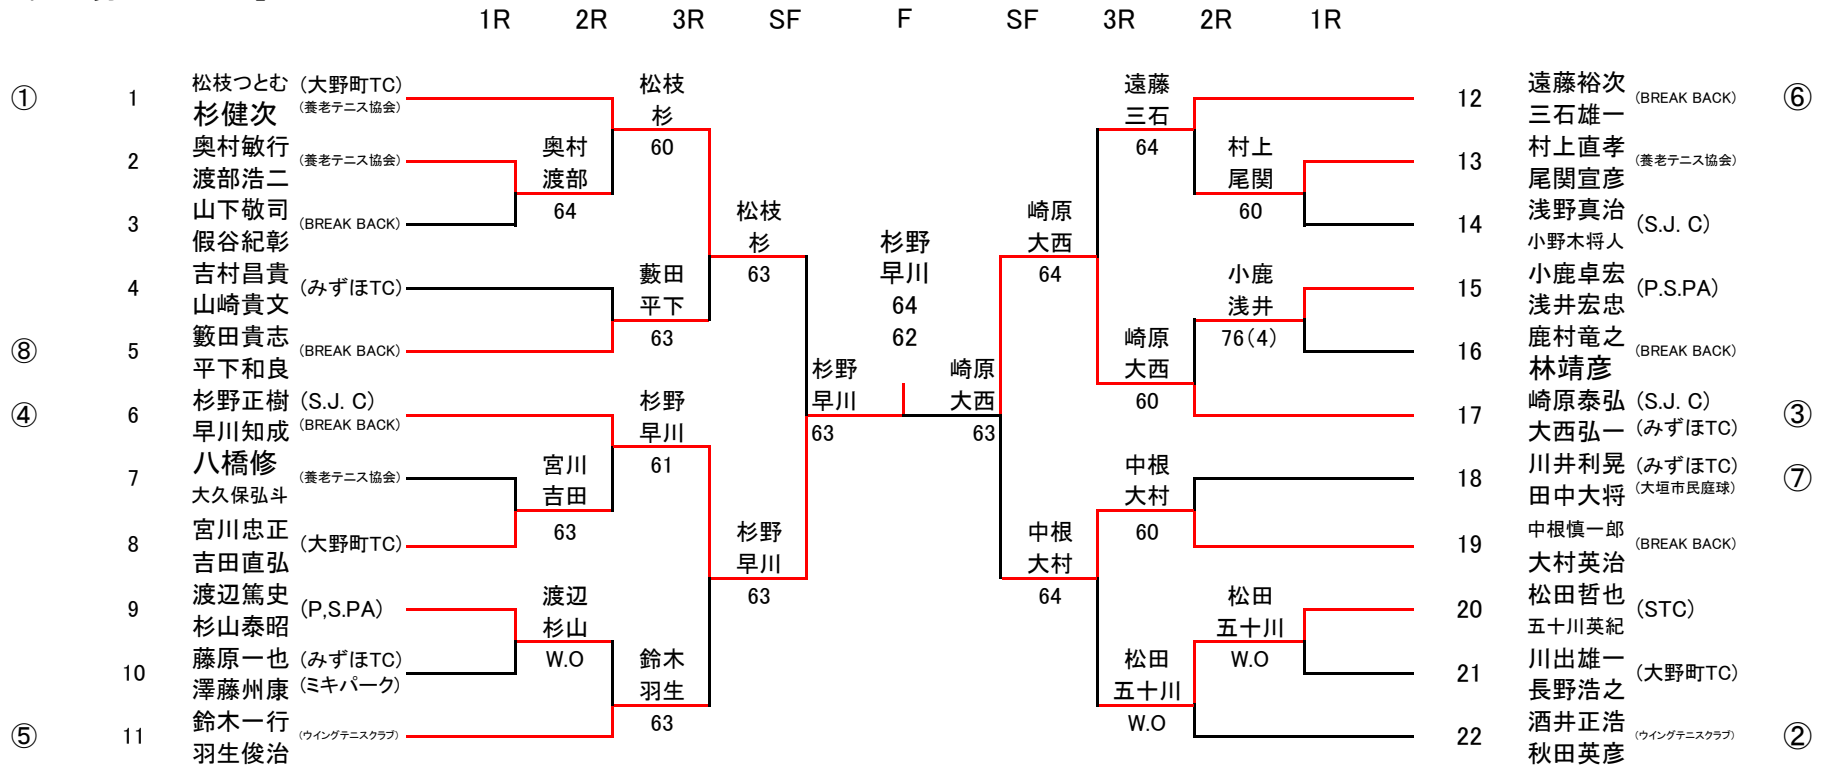 1R 2R 3R SF F SF 3R 2R 1R
① 1 松枝つとむ (大野町TC)
杉健次 (養老テニス協会)
2 奥村敏行 (養老テニス協会)
渡部浩二
3 山下敬司 (BREAK BACK)
假谷紀彰
4 吉村昌貴 (みずほTC)
山崎貴文
⑧ 5 籔田貴志 (BREAK BACK)
平下和良
④ 6 杉野正樹 (S.J. C)
早川知成 (BREAK BACK)
7 八橋修 (養老テニス協会)
大久保弘斗
8 宮川忠正 (大野町TC)
吉田直弘
9 渡辺篤史 (P,S.PA)
杉山泰昭
10 藤原一也 (みずほTC)
澤藤州康 (ミキパーク)
⑤ 11 鈴木一行 (ウイングテニスクラブ)
羽生俊治
奥村
渡部
64
宮川
吉田
63
渡辺
杉山
W.O
松枝
杉
60
藪田
平下
63
杉野
早川
61
鈴木
羽生
63
松枝
杉
63
杉野
早川
63
杉野
早川
63
杉野
早川
64
62
崎原
大西
63
崎原
大西
64
中根
大村
64
遠藤
三石
64
崎原
大西
60
中根
大村
60
松田
五十川
W.O
村上
尾関
60
小鹿
浅井
76(4)
松田
五十川
W.O
12 遠藤裕次 (BREAK BACK) ⑥
三石雄一
13 村上直孝 (養老テニス協会)
尾関宣彦
14 浅野真治 (S.J. C)
小野木将人
15 小鹿卓宏 (P.S.PA)
浅井宏忠
16 鹿村竜之 (BREAK BACK)
林靖彦
17 崎原泰弘 (S.J. C) ③
大西弘一 (みずほTC)
18 川井利晃 (みずほTC) ⑦
田中大将 (大垣市民庭球)
19 中根慎一郎 (BREAK BACK)
大村英治
20 松田哲也 (STC)
五十川英紀
21 川出雄一 (大野町TC)
長野浩之
22 酒井正浩 (ウイングテニスクラブ) ②
秋田英彦